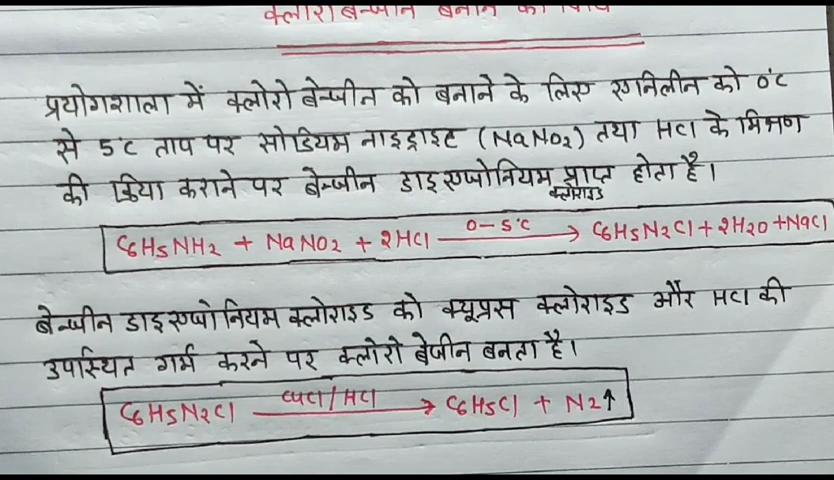 क्लोरोबेन्जीन बनाने की विधि
प्रयोगशाला में क्लोरो बेन्जीन को बनाने के लिए एनिलीन को 0°C
से 5°C ताप पर सोडियम नाइट्राइट (NaNO2) तथा HCl के मिश्रण
की क्रिया कराने पर बेन्जीन डाइएजोनियम क्लोराइड प्राप्त होता है।
C6H5NH2 + NaNO2 + 2HCl 0-5°C → C6H5N2Cl + 2H2O + NaCl
बेन्जीन डाइएजोनियम क्लोराइड को क्यूप्रस क्लोराइड और HCl की
उपस्थित गर्म करने पर क्लोरो बेजीन बनता है।
C6H5N2Cl CuCl/HCl → C6H5Cl + N2↑